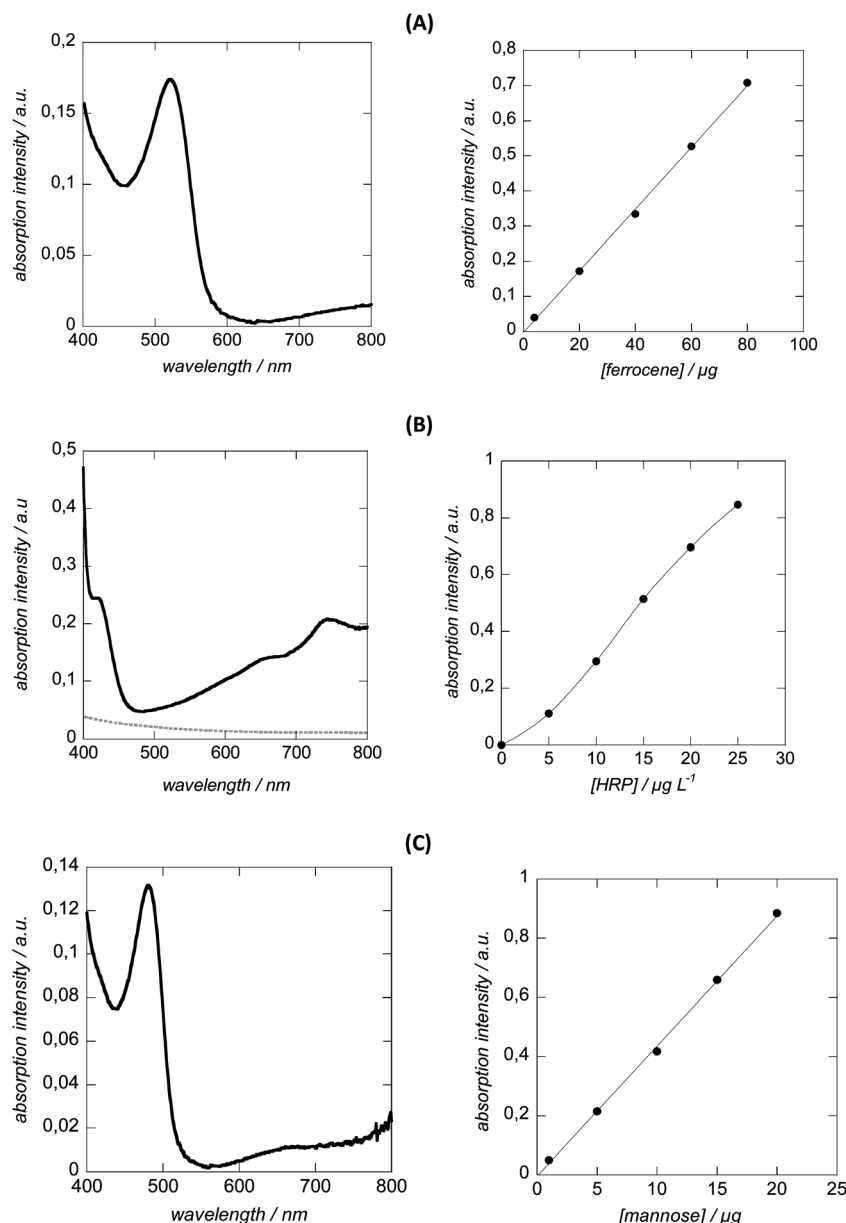 (A)
0,2
0,15
0,1
0,05
0
400 500 600 700 800
wavelength / nm
absorption intensity / a.u.
0,8
0,7
0,6
0,5
0,4
0,3
0,2
0,1
0
0 20 40 60 80 100
[ferrocene] / µg
absorption intensity / a.u.
(B)
0,5
0,4
0,3
0,2
0,1
0
400 500 600 700 800
wavelength / nm
absorption intensity / a.u
1
0,8
0,6
0,4
0,2
0
0 5 10 15 20 25 30
[HRP] / µg L⁻¹
absorption intensity / a.u.
(C)
0,14
0,12
0,1
0,08
0,06
0,04
0,02
0
400 500 600 700 800
wavelength / nm
absorption intensity / a.u.
1
0,8
0,6
0,4
0,2
0
0 5 10 15 20 25
[mannose] / µg
absorption intensity / a.u.